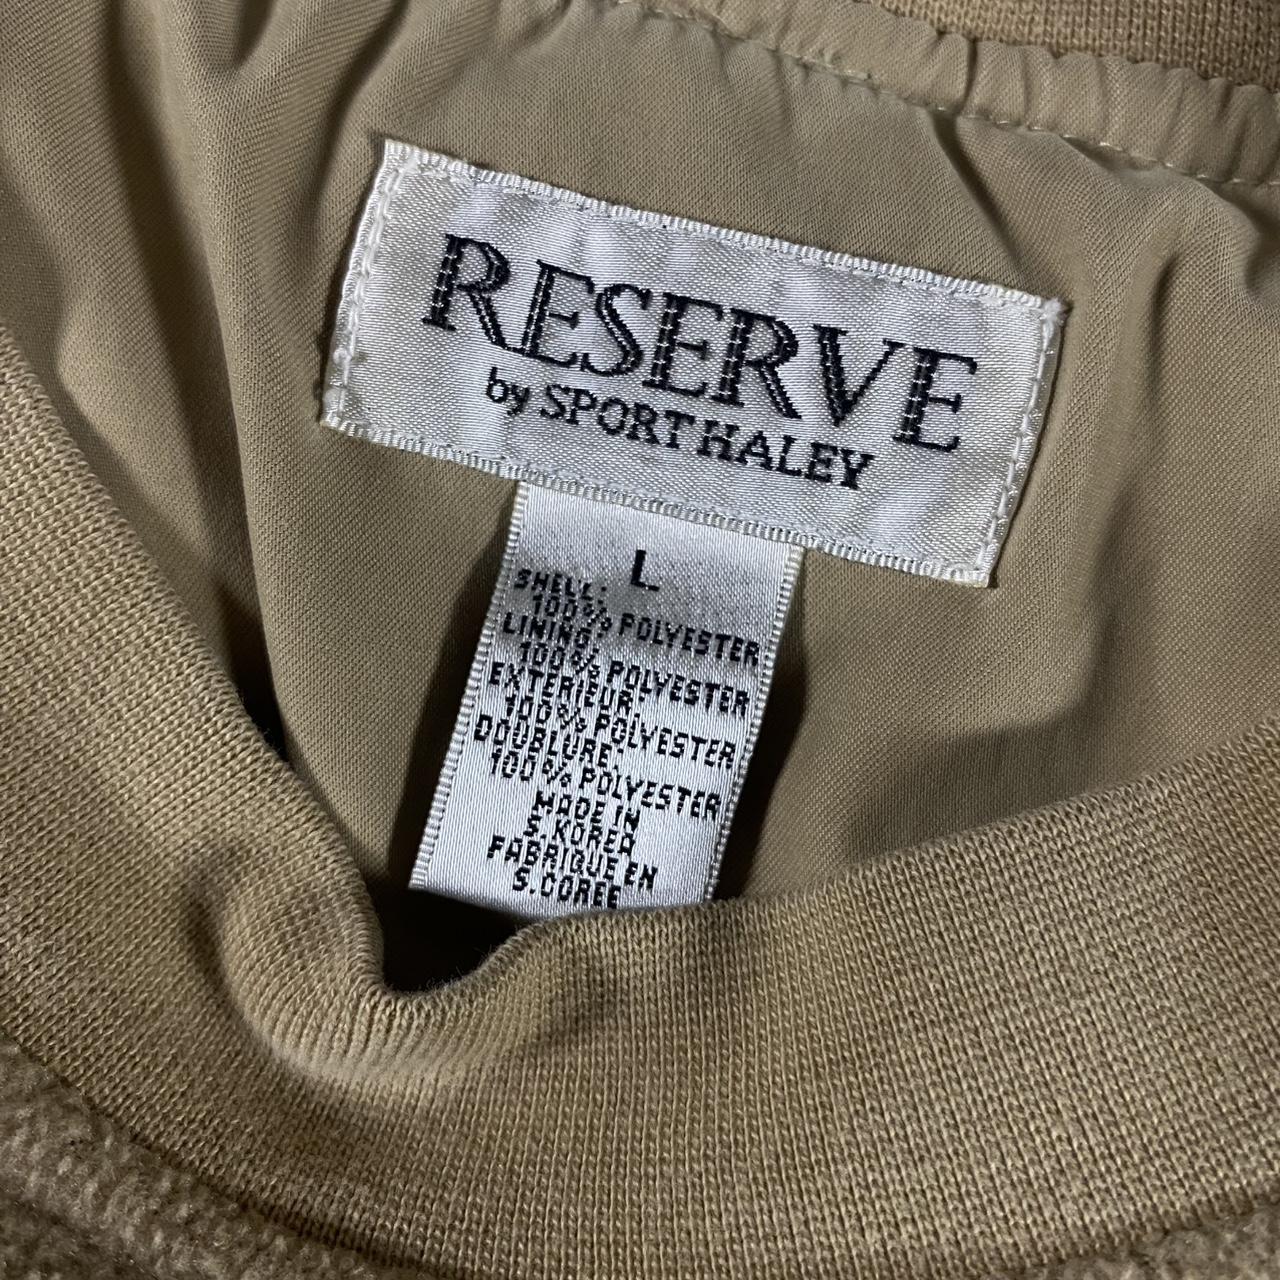 RESERVE
by SPORT HALEY
L
SHELL:
100% POLYESTER
LINING:
100% POLYESTER
EXTERIEUR:
100% POLYESTER
DOUBLURE:
100% POLYESTER
MADE IN
S.KOREA
FABRIQUE EN
S.COREE